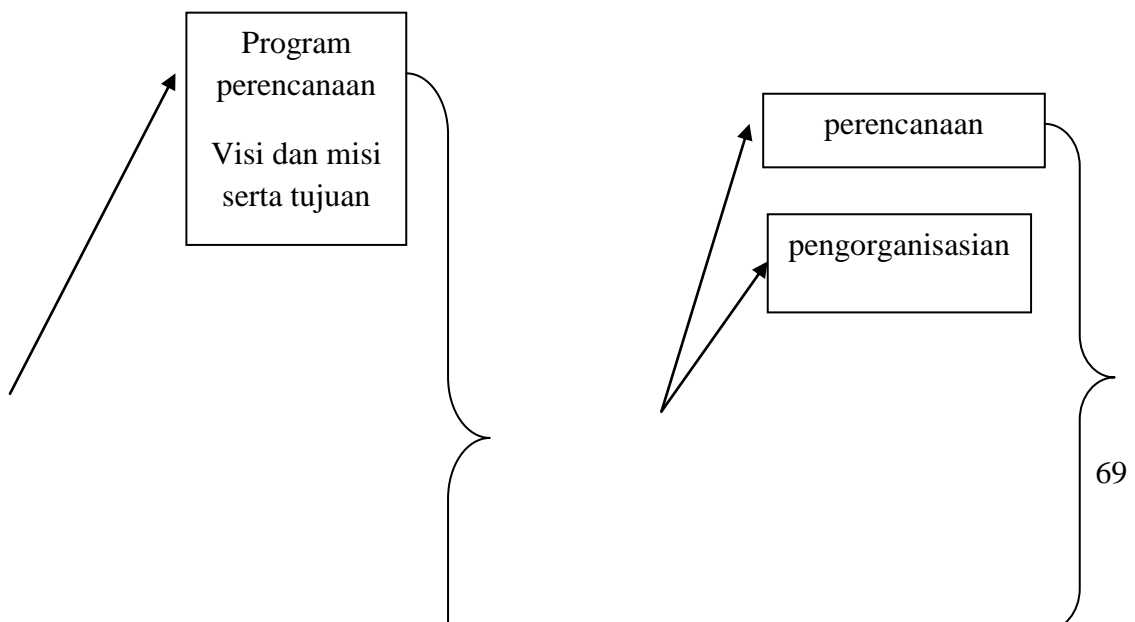 Program
perencanaan
Visi dan misi
serta tujuan
perencanaan
pengorganisasian
69